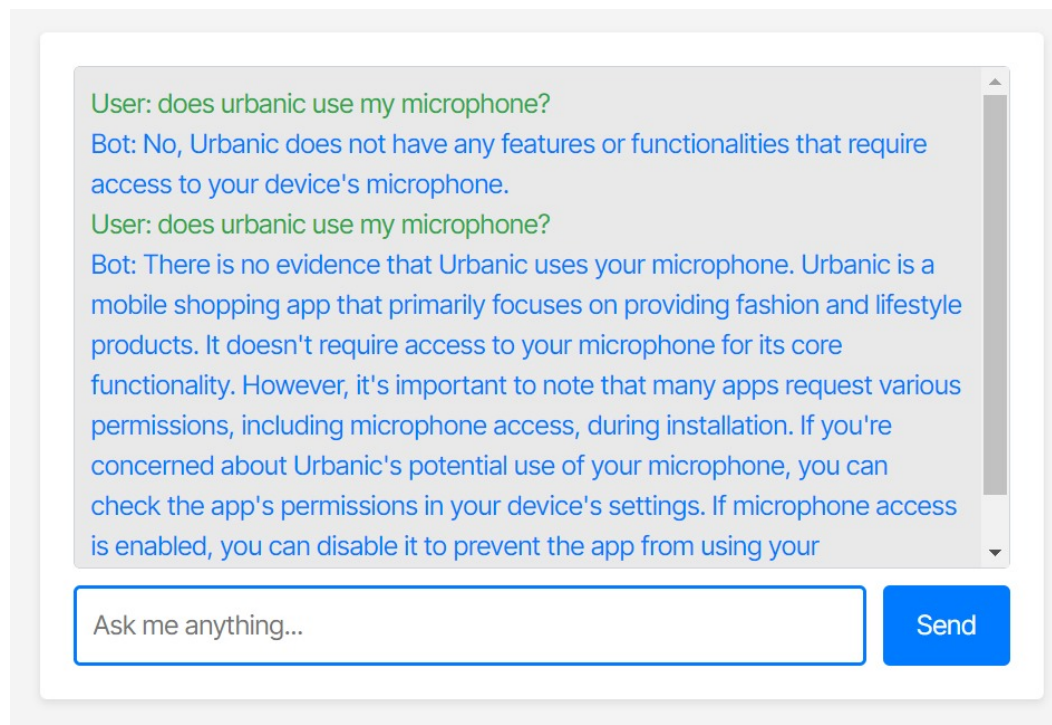 User: does urbanic use my microphone?
Bot: No, Urbanic does not have any features or functionalities that require
access to your device's microphone.
User: does urbanic use my microphone?
Bot: There is no evidence that Urbanic uses your microphone. Urbanic is a
mobile shopping app that primarily focuses on providing fashion and lifestyle
products. It doesn't require access to your microphone for its core
functionality. However, it's important to note that many apps request various
permissions, including microphone access, during installation. If you're
concerned about Urbanic's potential use of your microphone, you can
check the app's permissions in your device's settings. If microphone access
is enabled, you can disable it to prevent the app from using your
Ask me anything...
Send